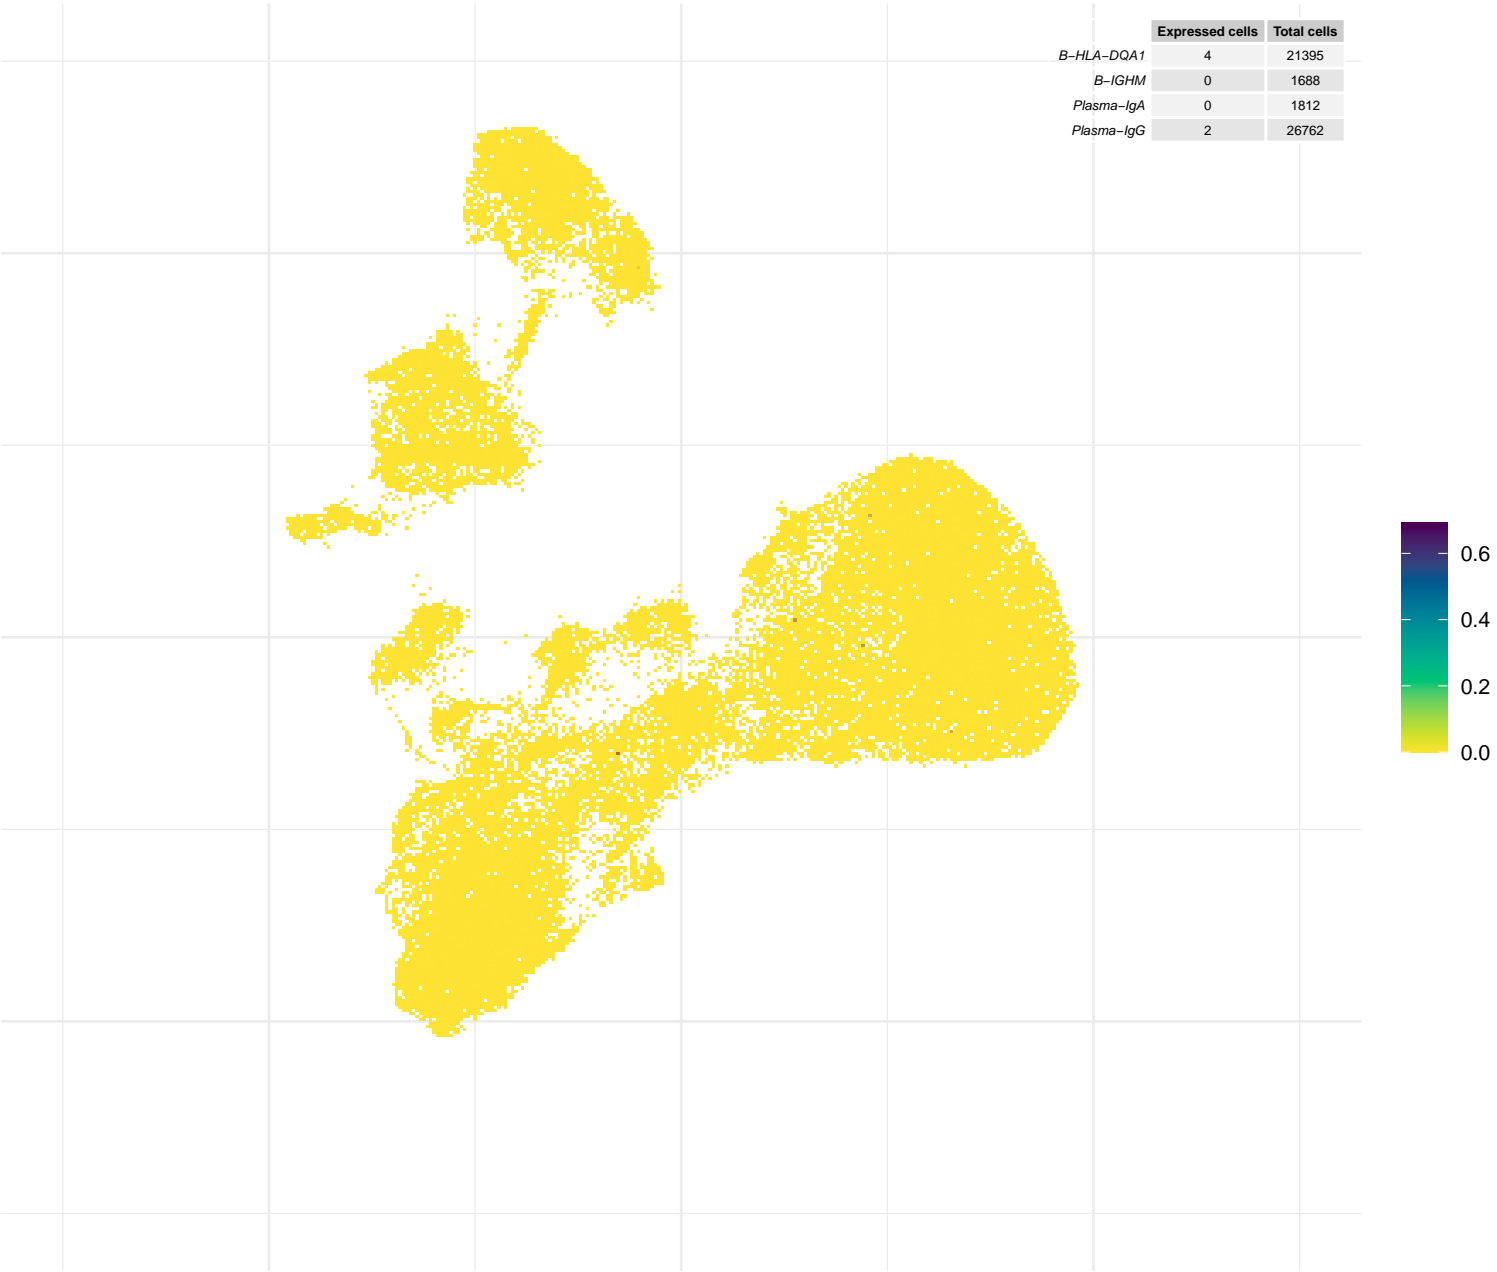 Expressed cells Total cells
B−HLA−DQA1 4 21395
B−IGHM 0 1688
Plasma−IgA 0 1812
Plasma−IgG 2 26762
0.6
0.4
0.2
0.0